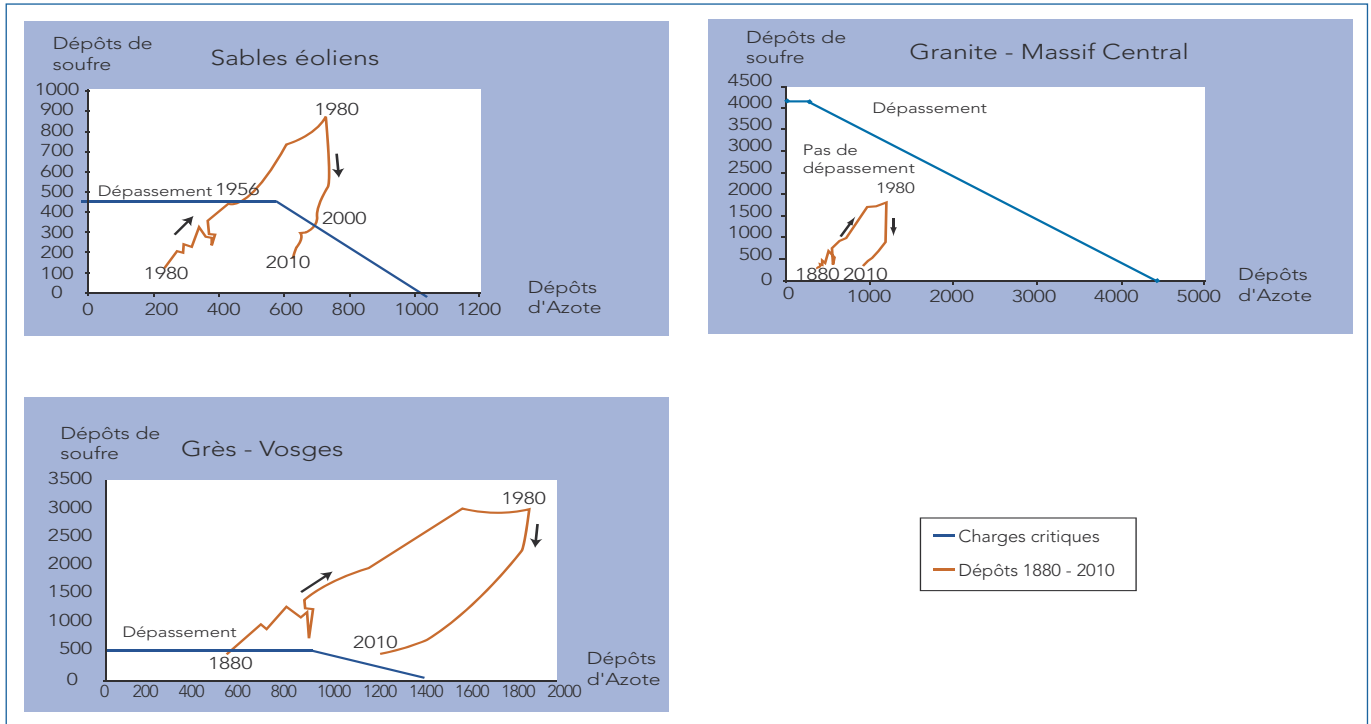 Dépôts de
soufre
Sables éoliens
1000
900
800
700
600
500
400
300
200
100
0
1980
Dépassement
1956
2000
1980
2010
0
200
400
600
800
1000
1200
Dépôts
d'Azote
Granite - Massif Central
Dépôts de
soufre
4500
4000
3500
3000
2500
2000
1500
1000
500
0
Dépassement
Pas de
dépassement
1980
1880
2010
0
1000
2000
3000
4000
5000
Dépôts
d'Azote
Dépôts de
soufre
Grès - Vosges
3500
3000
2500
2000
1500
1000
500
0
1980
Dépassement
1880
2010
0
200
400
600
800
1000
1200
1400
1600
1800
2000
Dépôts
d'Azote
Charges critiques
Dépôts 1880 - 2010